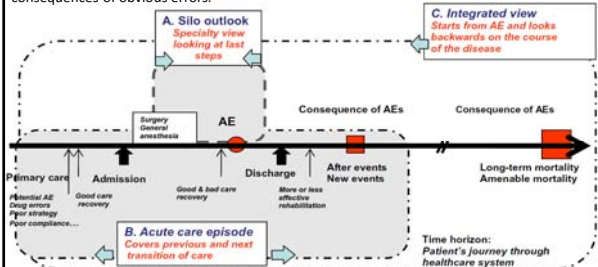 consequences of obvious errors.
A. Silo outlook
Specialty view
looking at last
steps
C. Integrated view
Starts from AE and looks
backwards on the course
of the disease
Surgery
General
anesthesia
AE
Consequence of AEs
Consequence of AEs
Primary care
Admission
Discharge
After events
New events
Long-term mortality
Amenable mortality
Potential AE
Drug errors
Poor strategy
Poor compliance,...
Good care
recovery
Good & bad care
recovery
More or less
effective
rehabilitation
B. Acute care episode
Covers previous and next
transition of care
Time horizon:
Patient's journey through
healthcare system